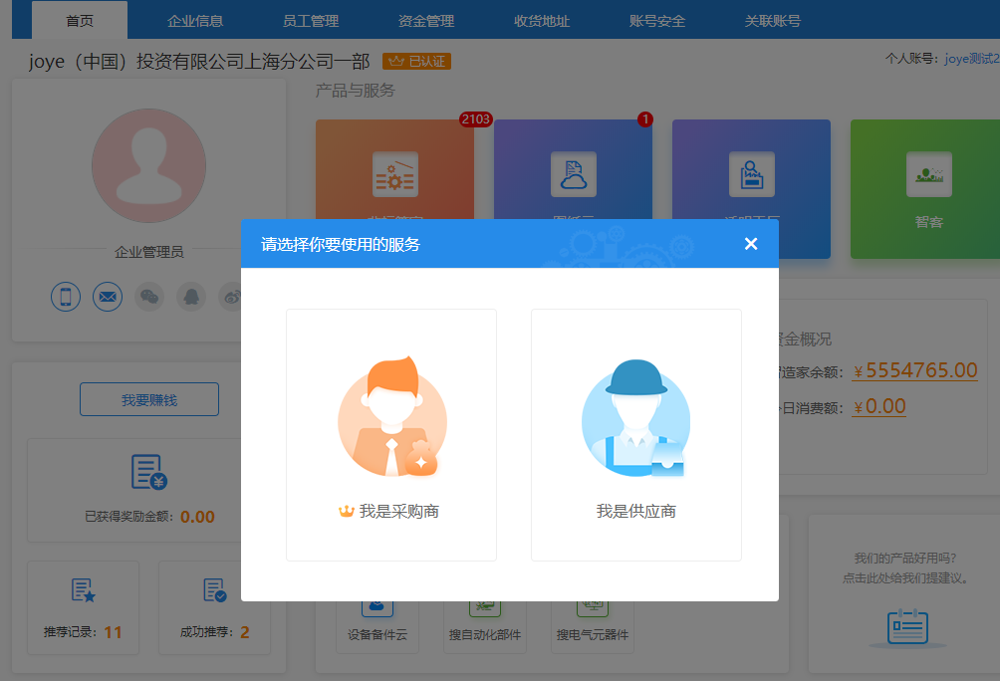 首页 企业信息 员工管理 资金管理 收货地址 账号安全 关联账号
joye（中国）投资有限公司上海分公司一部 已认证
个人账号：joye测试2
产品与服务
2103
1
智客
企业管理员
请选择你要使用的服务
我是采购商
我是供应商
资金概况
造家余额：¥5554765.00
日消费额：¥0.00
我要赚钱
已获得奖励金额：0.00
推荐记录：11
成功推荐：2
设备备件云
搜自动化部件
搜电气元器件
我们的产品好用吗？
点击此处给我们提建议。